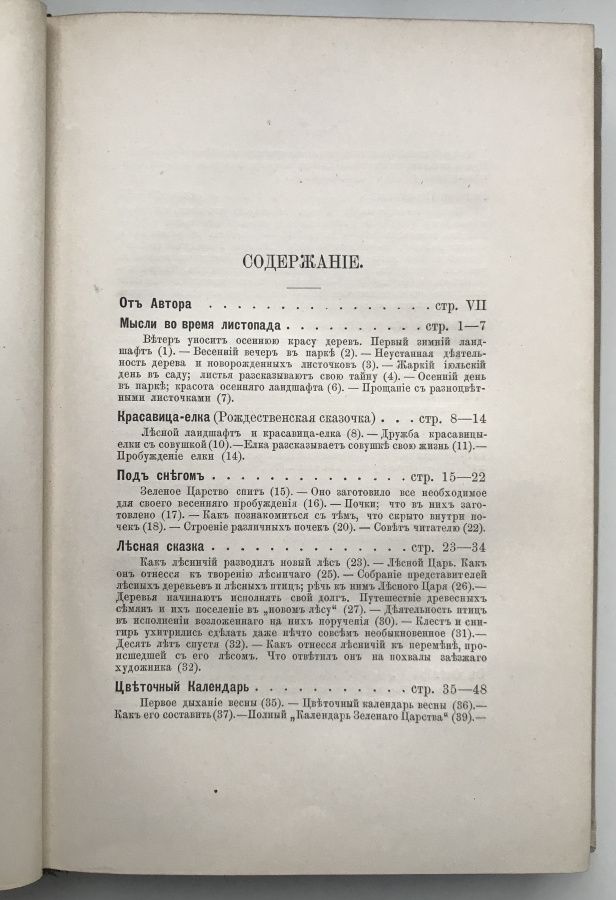 СОДЕРЖАНІЕ.
Отъ Автора . . . . . . . . . . . . . . . . . стр. VII
Мысли во время листопада . . . . . . . . . . стр. 1—7
Вѣтеръ уноситъ осеннюю красу деревъ. Первый зимній ланд-
шафтъ (1). — Весенній вечеръ въ паркѣ (2). — Неустанная дѣятель-
ность дерева и новорожденныхъ листочковъ (3). — Жаркій іюльскій
день въ саду; листья разсказываютъ свою тайну (4). — Осенній день
въ паркѣ; красота осенняго ландшафта (6). — Прощаніе съ разноцвѣт-
ными листочками (7).
Красавица-елка (Рождественская сказочка) . . . стр. 8—14
Лѣсной ландшафтъ и красавица-елка (8). — Дружба красавицы-
елки съ совушкой (10).—Елка разсказываетъ совушкѣ свою жизнь (11).—
Пробужденіе елки (14).
Подъ снѣгомъ . . . . . . . . . . . . . . стр. 15—22
Зеленое Царство спитъ (15). — Оно заготовило все необходимое
для своего весенняго пробужденія (16). — Почки; что въ нихъ заго-
товлено (17). — Какъ познакомиться съ тѣмъ, что скрыто внутри по-
чекъ (18). — Строеніе различныхъ почекъ (20). — Совѣтъ читателю (22).
Лѣсная сказка . . . . . . . . . . . . . . стр. 23—34
Какъ лѣсничій разводилъ новый лѣсъ (23). — Лѣсной Царь. Какъ
онъ отнесся къ творенію лѣсничаго (25). — Собраніе представителей
лѣсныхъ деревьевъ и лѣсныхъ птицъ; рѣчь къ нимъ Лѣсного Царя (26).—
Деревья начинаютъ исполнять свой долгъ. Путешествіе древесныхъ
сѣмянъ и ихъ поселеніе въ „новомъ лѣсу“ (27). — Дѣятельность птицъ
въ исполненіи возложеннаго на нихъ порученія (30). — Клестъ и сни-
гирь ухитрились сдѣлать даже нѣчто совсѣмъ необыкновенное (31).—
Десять лѣтъ спустя (32). — Какъ отнесся лѣсничій къ перемѣнѣ, про-
исшедшей съ его лѣсомъ. Что отвѣтилъ онъ на похвалы заѣзжаго
художника (32).
Цвѣточный Календарь . . . . . . . . . . . стр. 35—48
Первое дыханіе весны (35). — Цвѣточный календарь весны (36).—
Какъ его составить (37).—Полный „Календарь Зеленаго Царства“ (39).—